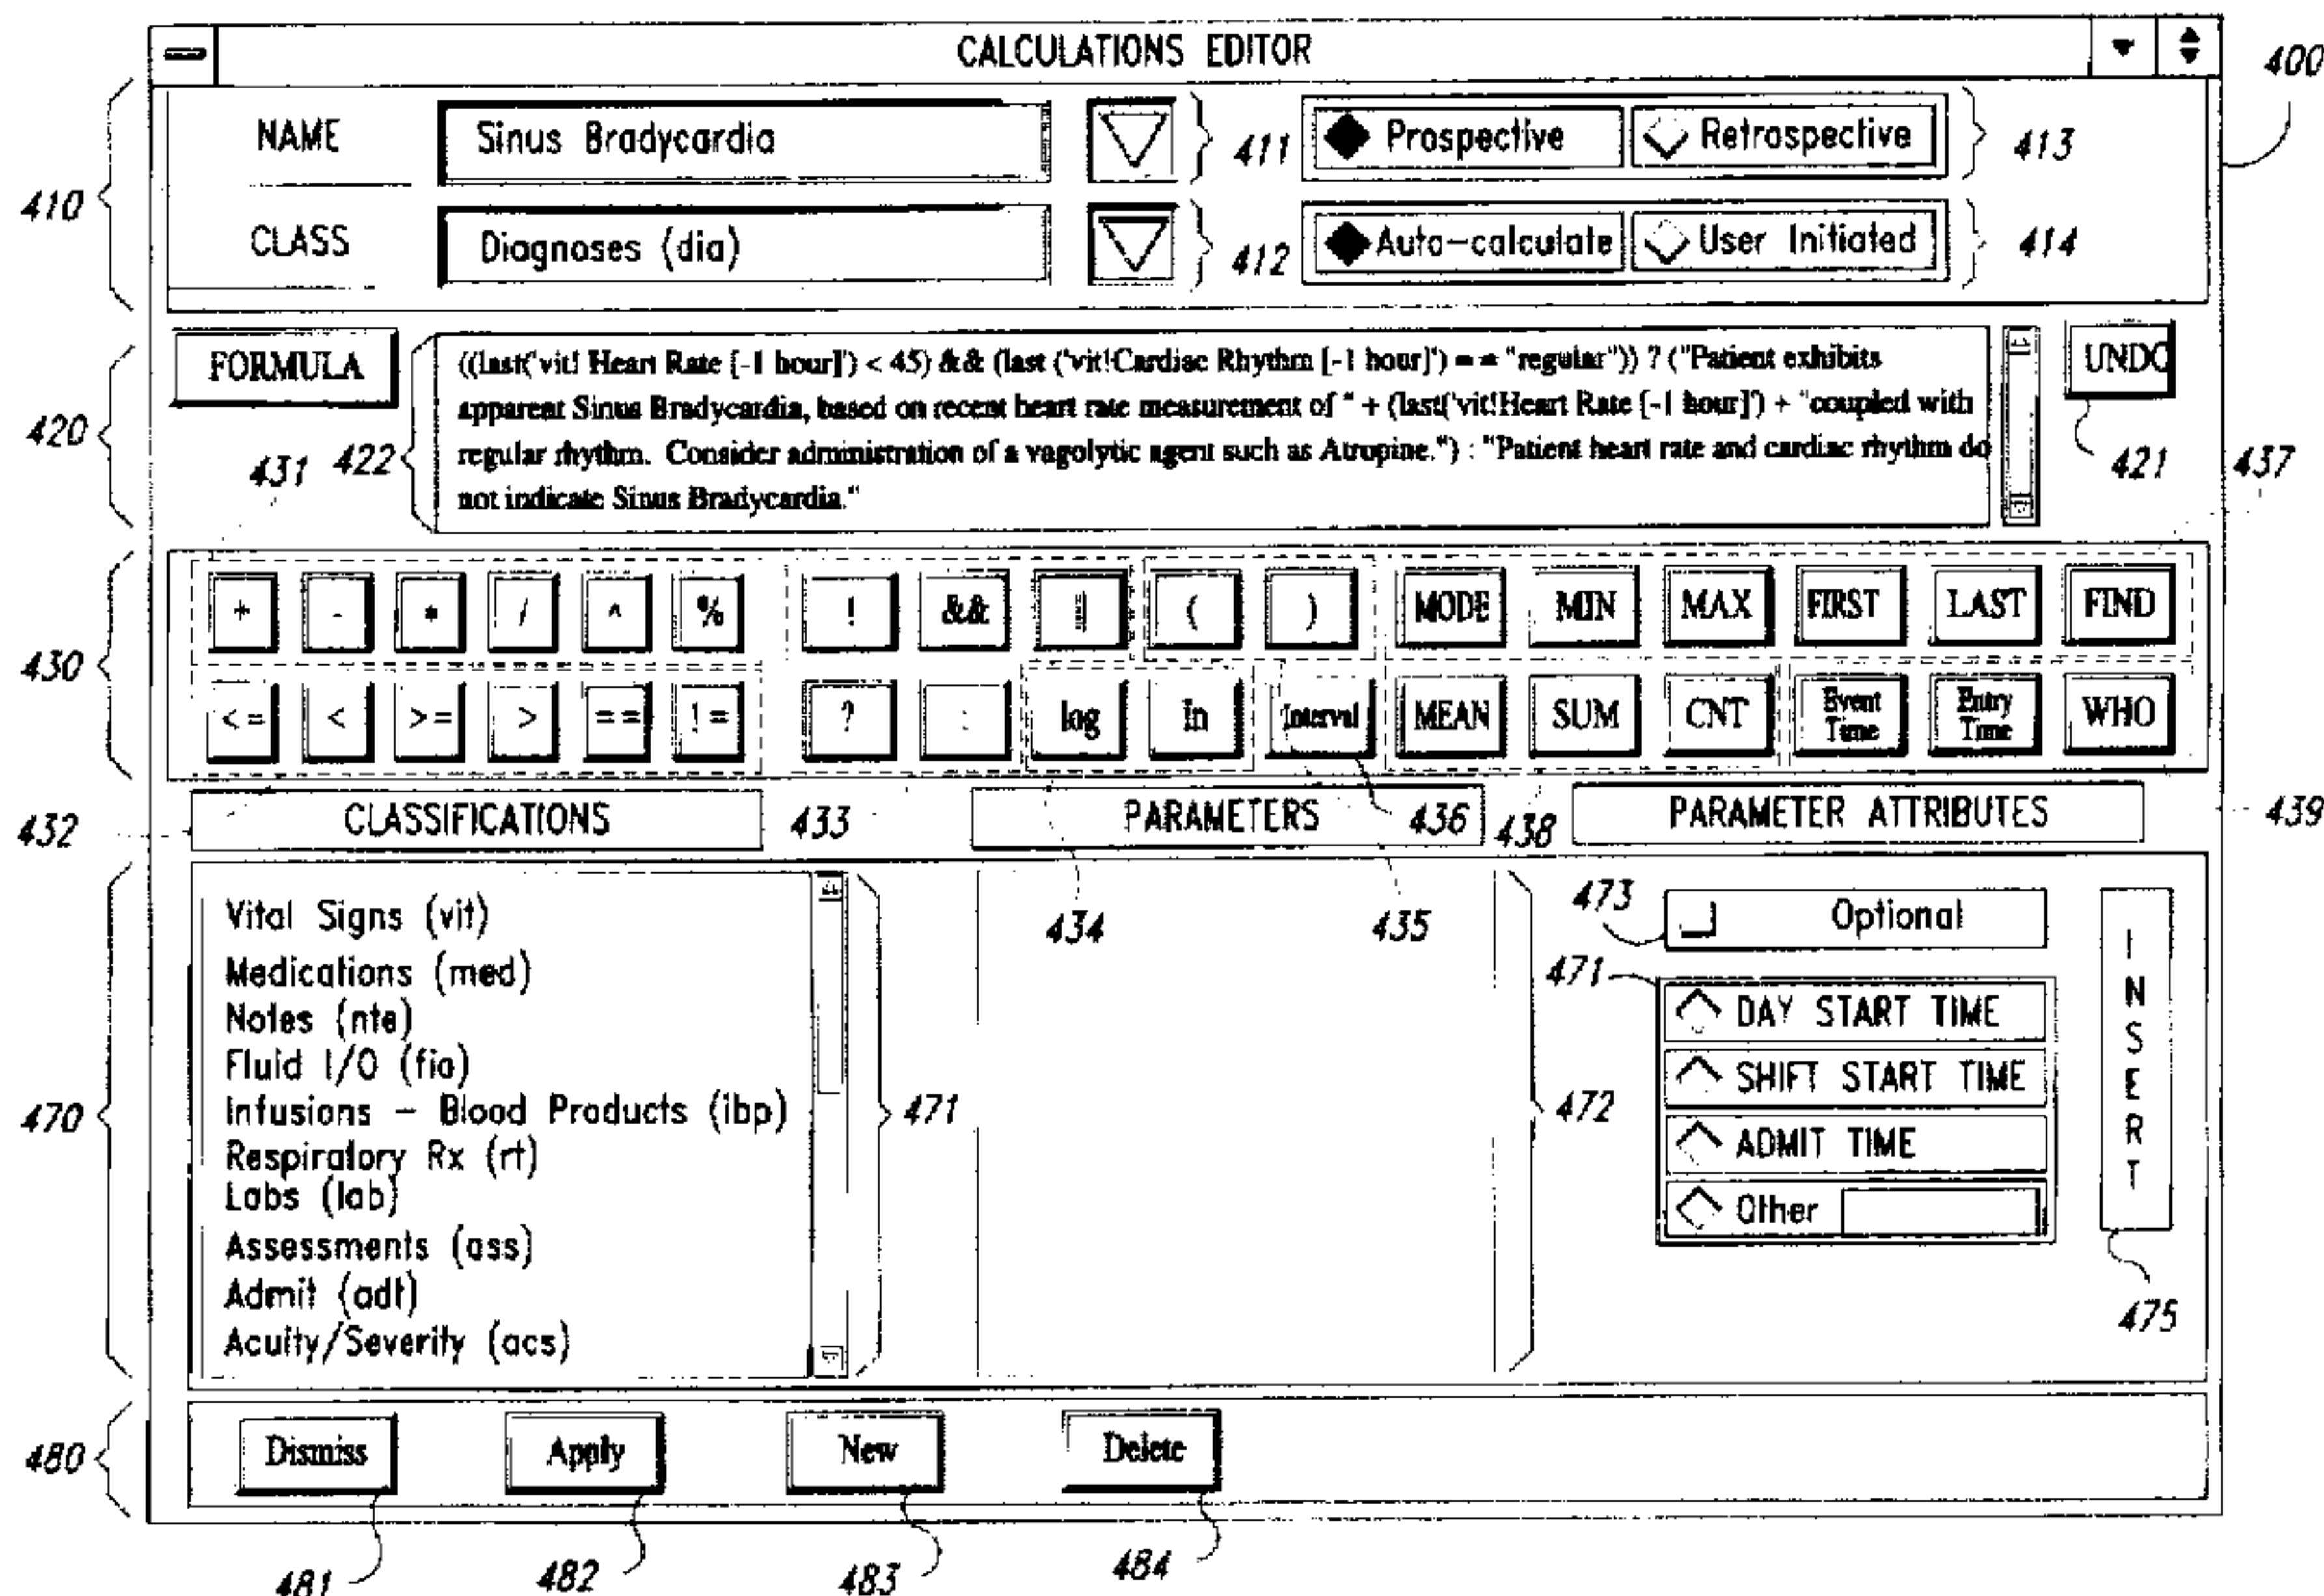 CALCULATIONS EDITOR
400
410
NAME
Sinus Bradycardia
411
Prospective
Retrospective
413
CLASS
Diagnoses (dia)
412
Auto-calculate
User Initiated
414
420
FORMULA
422
((last('vit! Heart Rate [-1 hour]') < 45) && (last ('vit!Cardiac Rhythm [-1 hour]') = = "regular")) ? ("Patient exhibits
apparent Sinus Bradycardia, based on recent heart rate measurement of " + (last('vit!Heart Rate [-1 hour]') + "coupled with
regular rhythm. Consider administration of a vagolytic agent such as Atropine.") : "Patient heart rate and cardiac rhythm do
not indicate Sinus Bradycardia."
UNDO
421
431
437
430
+ - * / ^ % ! && || ( ) MODE MIN MAX FIRST LAST FIND
<= < >= > == != ? : log ln Interval MEAN SUM CNT Event Time Entry Time WHO
432
CLASSIFICATIONS
433
PARAMETERS
436
438
PARAMETER ATTRIBUTES
439
434
435
470
Vital Signs (vit)
Medications (med)
Notes (nte)
Fluid I/O (fio)
Infusions - Blood Products (ibp)
Respiratory Rx (rt)
Labs (lab)
Assessments (ass)
Admit (adt)
Acuity/Severity (acs)
471
472
473
Optional
471
DAY START TIME
SHIFT START TIME
ADMIT TIME
Other
INSERT
475
480
Dismiss
Apply
New
Delete
481
482
483
484